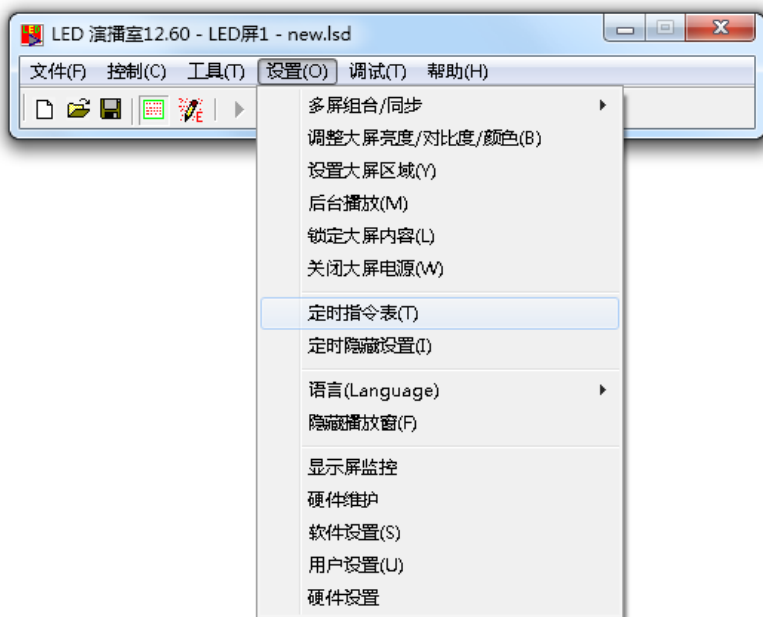 LED 演播室12.60 - LED屏1 - new.lsd
文件(F) 控制(C) 工具(T) 设置(O) 调试(T) 帮助(H)
多屏组合/同步
调整大屏亮度/对比度/颜色(B)
设置大屏区域(Y)
后台播放(M)
锁定大屏内容(L)
关闭大屏电源(W)
定时指令表(T)
定时隐藏设置(I)
语言(Language)
隐藏播放窗(F)
显示屏监控
硬件维护
软件设置(S)
用户设置(U)
硬件设置